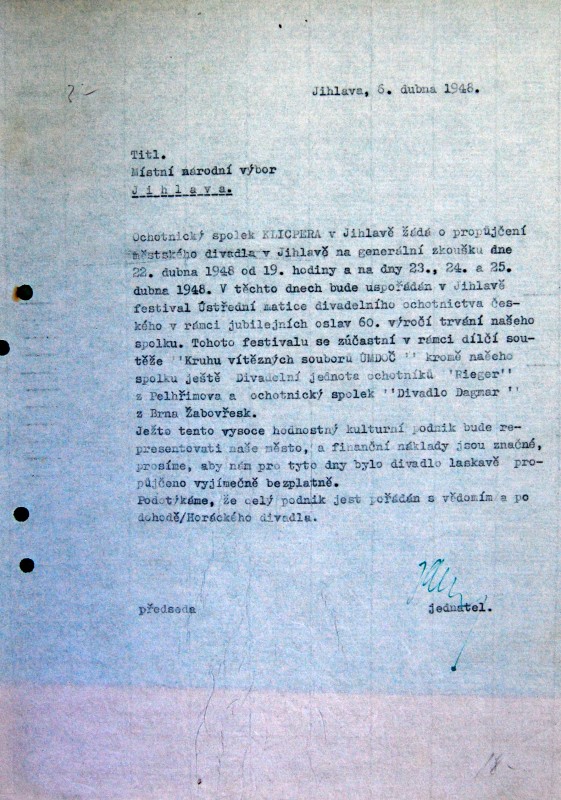 Jihlava, 6. dubna 1948.
Titl.
Místní národní výbor
J i h l a v a.
Ochotnický spolek KLICPERA v Jihlavě žádá o propůjčení
městského divadla v Jihlavě na generální zkoušku dne
22. dubna 1948 od 19. hodiny a na dny 23., 24. a 25.
dubna 1948. V těchto dnech bude uspořádán v Jihlavě
festival Ústřední matice divadelního ochotnictva čes-
kého v rámci jubilejních oslav 60. výročí trvání našeho
spolku. Tohoto festivalu se zúčastní v rámci dílčí sou-
těže ''Kruhu vítězných souborů ÚMDOČ '' kromě našeho
spolku ještě Divadelní jednota ochotníků 'Rieger''
z Pelhřimova a ochotnický spolek ''Divadlo Dagmar ''
z Brna Žabovřesk.
Ježto tento vysoce hodnostný kulturní podnik bude re-
presentovati naše město, a finanční náklady jsou značné,
prosíme, aby nám pro tyto dny bylo divadlo laskavě pro-
půjčeno vyjímečně bezplatně.
Podotýkáme, že celý podnik jest pořádán s vědomím a po
dohodě/Horáckého divadla.
předseda jednatel.
18.-